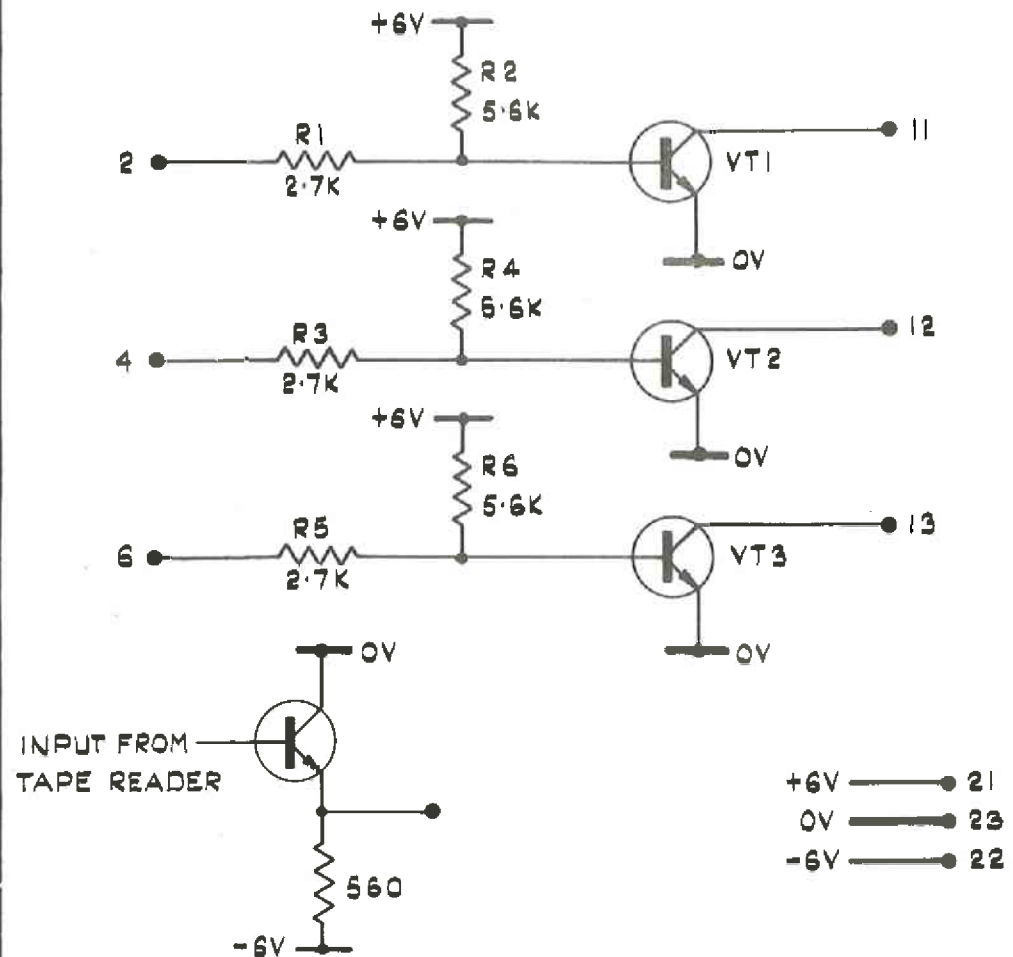 +6V
R2
5.6K
2 R1 VT1 11
2.7K
+6V 0V
R4
5.6K
4 R3 VT2 12
2.7K
+6V 0V
R6
5.6K
6 R5 VT3 13
2.7K
0V 0V
INPUT FROM
TAPE READER
+6V 21
0V 23
-6V 22
560
-6V